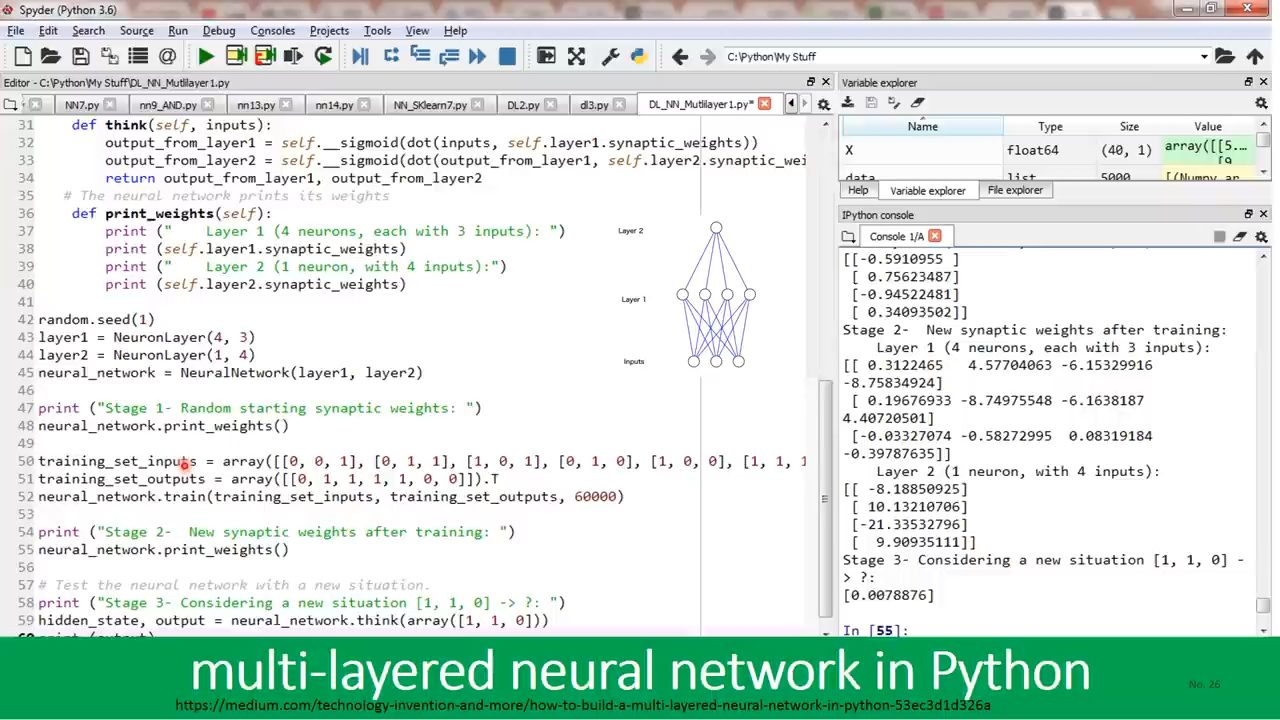 Spyder (Python 3.6)
File Edit Search Source Run Debug Consoles Projects Tools View Help
C:\Python\My Stuff
Editor - C:\Python\My Stuff\DL_NN_Mutilayer1.py
NN7.py nn9_AND.py nn13.py nn14.py NN_SKlearn7.py DL2.py dl3.py DL_NN_Mutilayer1.py*
31 def think(self, inputs):
32 output_from_layer1 = self.__sigmoid(dot(inputs, self.layer1.synaptic_weights))
33 output_from_layer2 = self.__sigmoid(dot(output_from_layer1, self.layer2.synaptic_wei
34 return output_from_layer1, output_from_layer2
35 # The neural network prints its weights
36 def print_weights(self):
37 print (" Layer 1 (4 neurons, each with 3 inputs): ")
38 print (self.layer1.synaptic_weights)
39 print (" Layer 2 (1 neuron, with 4 inputs):")
40 print (self.layer2.synaptic_weights)
41
42 random.seed(1)
43 layer1 = NeuronLayer(4, 3)
44 layer2 = NeuronLayer(1, 4)
45 neural_network = NeuralNetwork(layer1, layer2)
46
47 print ("Stage 1- Random starting synaptic weights: ")
48 neural_network.print_weights()
49
50 training_set_inputs = array([[0, 0, 1], [0, 1, 1], [1, 0, 1], [0, 1, 0], [1, 0, 0], [1, 1, 1
51 training_set_outputs = array([[0, 1, 1, 1, 1, 0, 0]]).T
52 neural_network.train(training_set_inputs, training_set_outputs, 60000)
53
54 print ("Stage 2- New synaptic weights after training: ")
55 neural_network.print_weights()
56
57 # Test the neural network with a new situation.
58 print ("Stage 3- Considering a new situation [1, 1, 0] -> ?: ")
59 hidden_state, output = neural_network.think(array([1, 1, 0]))
60 print (output)
Layer 2
Layer 1
Inputs
Variable explorer
Name Type Size Value
X float64 (40, 1) array([[5.…
data list 5000 [(Numpy ar
Help Variable explorer File explorer
IPython console
Console 1/A
[[-0.5910955 ]
[ 0.75623487]
[-0.94522481]
[ 0.34093502]]
Stage 2- New synaptic weights after training:
Layer 1 (4 neurons, each with 3 inputs):
[[ 0.3122465 4.57704063 -6.15329916
-8.75834924]
[ 0.19676933 -8.74975548 -6.1638187
4.40720501]
[-0.03327074 -0.58272995 0.08319184
-0.39787635]]
Layer 2 (1 neuron, with 4 inputs):
[[ -8.18850925]
[ 10.13210706]
[-21.33532796]
[ 9.90935111]]
Stage 3- Considering a new situation [1, 1, 0] -
> ?:
[0.0078876]
In [55]:
multi-layered neural network in Python
No. 26
https://medium.com/technology-invention-and-more/how-to-build-a-multi-layered-neural-network-in-python-53ec3d1d326a